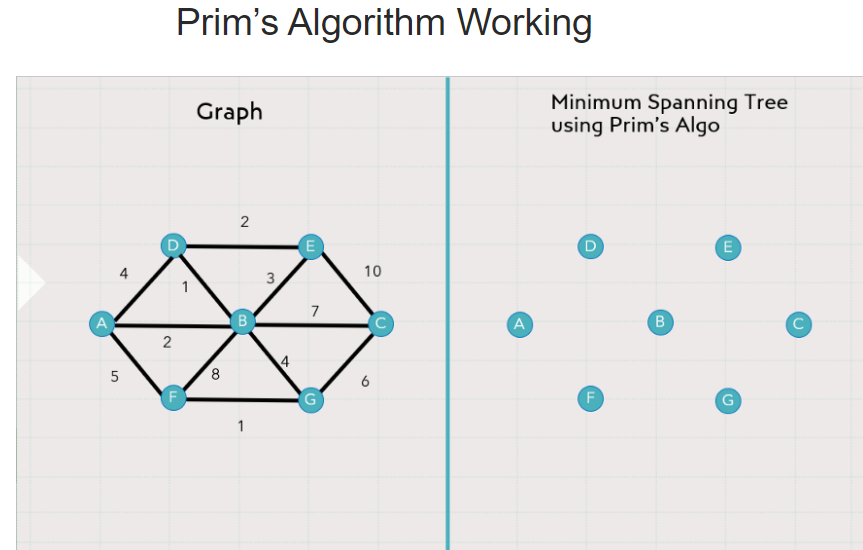 Prim's Algorithm Working
Graph
Minimum Spanning Tree
using Prim's Algo
2
D
E
D
E
4
1
3
10
A
B
7
C
A
B
C
2
5
8
4
6
F
G
F
G
1